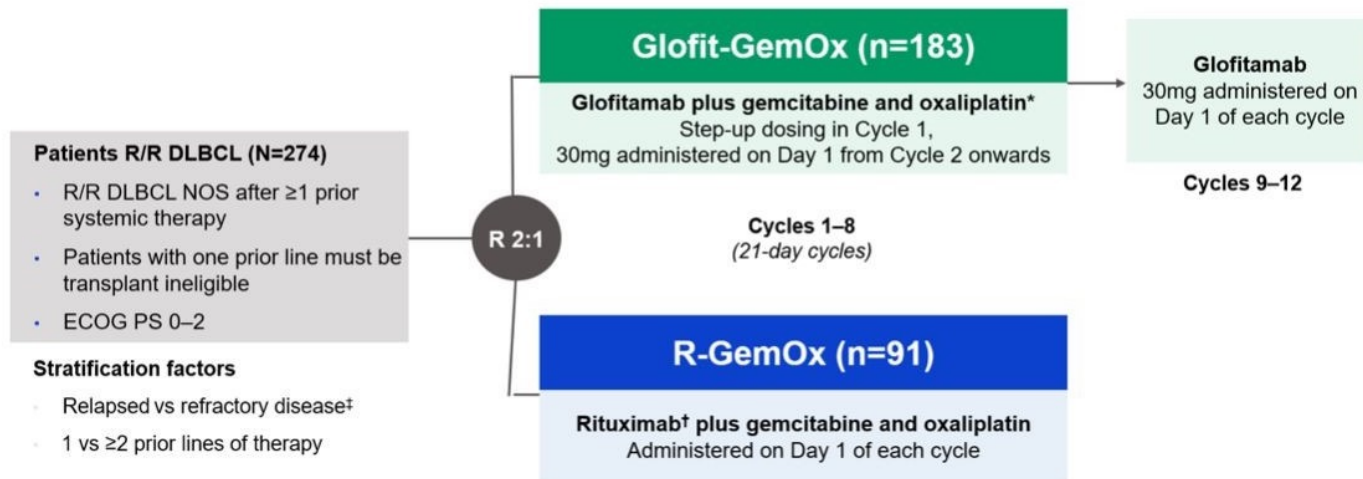 Patients R/R DLBCL (N=274)
• R/R DLBCL NOS after ≥1 prior
systemic therapy
• Patients with one prior line must be
transplant ineligible
• ECOG PS 0–2
Stratification factors
· Relapsed vs refractory disease‡
· 1 vs ≥2 prior lines of therapy
R 2:1
Glofit-GemOx (n=183)
Glofitamab plus gemcitabine and oxaliplatin*
Step-up dosing in Cycle 1,
30mg administered on Day 1 from Cycle 2 onwards
Cycles 1–8
(21-day cycles)
R-GemOx (n=91)
Rituximab† plus gemcitabine and oxaliplatin
Administered on Day 1 of each cycle
Glofitamab
30mg administered on
Day 1 of each cycle
Cycles 9–12